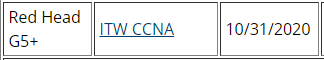 Red Head
G5+
ITW CCNA
10/31/2020